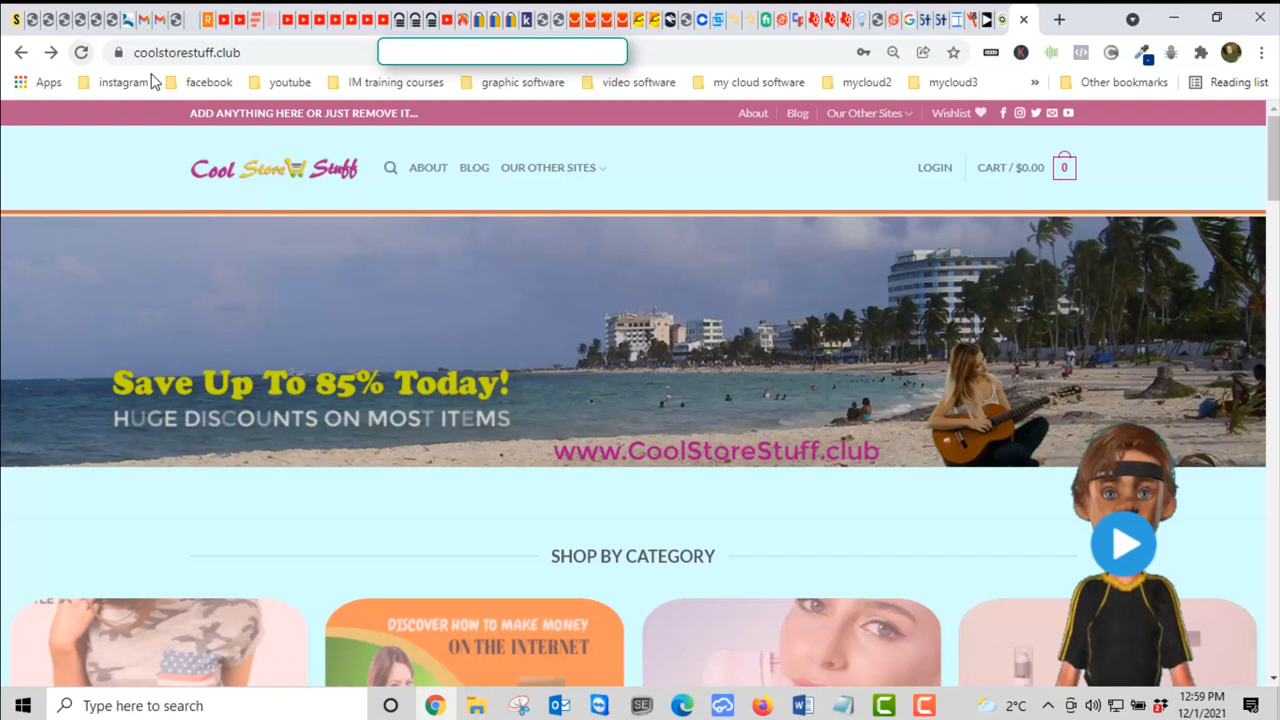 coolstorestuff.club
Apps
instagram
facebook
youtube
IM training courses
graphic software
video software
my cloud software
mycloud2
mycloud3
»
Other bookmarks
Reading list
ADD ANYTHING HERE OR JUST REMOVE IT...
About
Blog
Our Other Sites
Wishlist
Cool Store Stuff
ABOUT
BLOG
OUR OTHER SITES
LOGIN
CART / $0.00
0
Save Up To 85% Today!
HUGE DISCOUNTS ON MOST ITEMS
www.CoolStoreStuff.club
SHOP BY CATEGORY
DISCOVER HOW TO MAKE MONEY
ON THE INTERNET
Type here to search
2°C
12:59 PM
12/1/2021